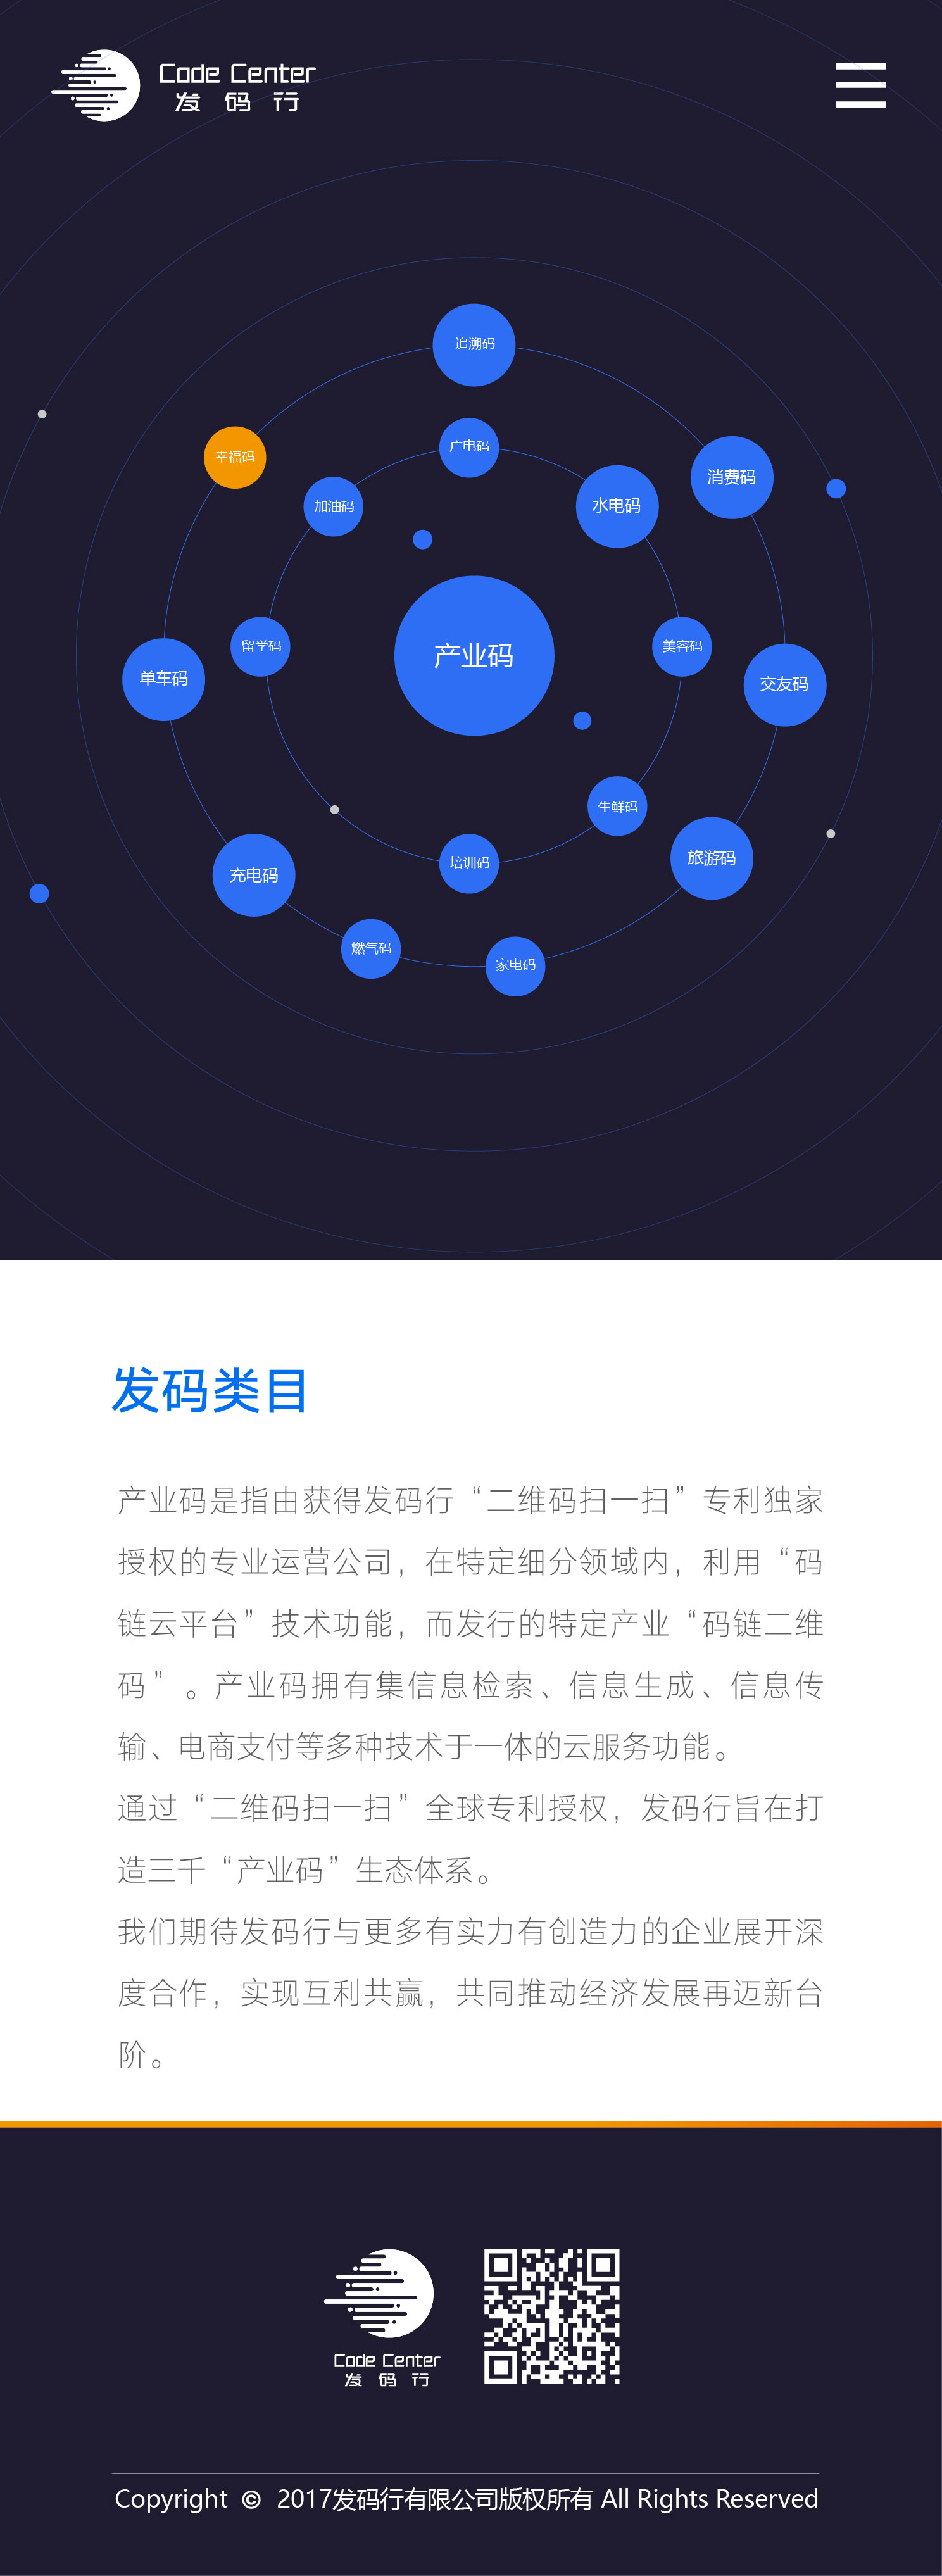 Code Center
发码行
追溯码
幸福码
广电码
消费码
加油码
水电码
留学码
产业码
美容码
单车码
交友码
生鲜码
培训码
旅游码
充电码
燃气码
家电码
发码类目
产业码是指由获得发码行“二维码扫一扫”专利独家
授权的专业运营公司，在特定细分领域内，利用“码
链云平台”技术功能，而发行的特定产业“码链二维
码”。产业码拥有集信息检索、信息生成、信息传
输、电商支付等多种技术于一体的云服务功能。
通过“二维码扫一扫”全球专利授权，发码行旨在打
造三千“产业码”生态体系。
我们期待发码行与更多有实力有创造力的企业展开深
度合作，实现互利共赢，共同推动经济发展再迈新台
阶。
Code Center
发码行
Copyright © 2017发码行有限公司版权所有 All Rights Reserved